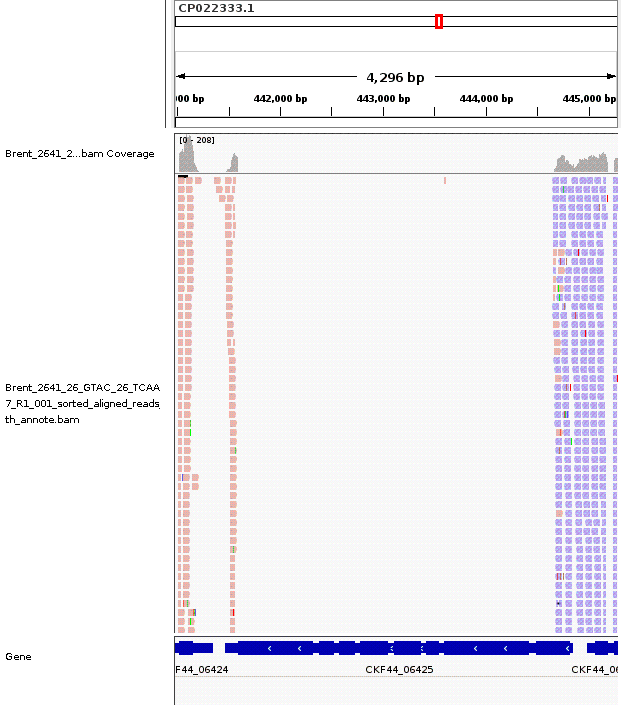 CP022333.1
4,296 bp
00 bp 442,000 bp 443,000 bp 444,000 bp 445,000 bp
[0 - 208]
Brent_2641_2...bam Coverage
Brent_2641_26_GTAC_26_TCAA
7_R1_001_sorted_aligned_reads_
th_annote.bam
Gene
F44_06424 CKF44_06425 CKF44_06